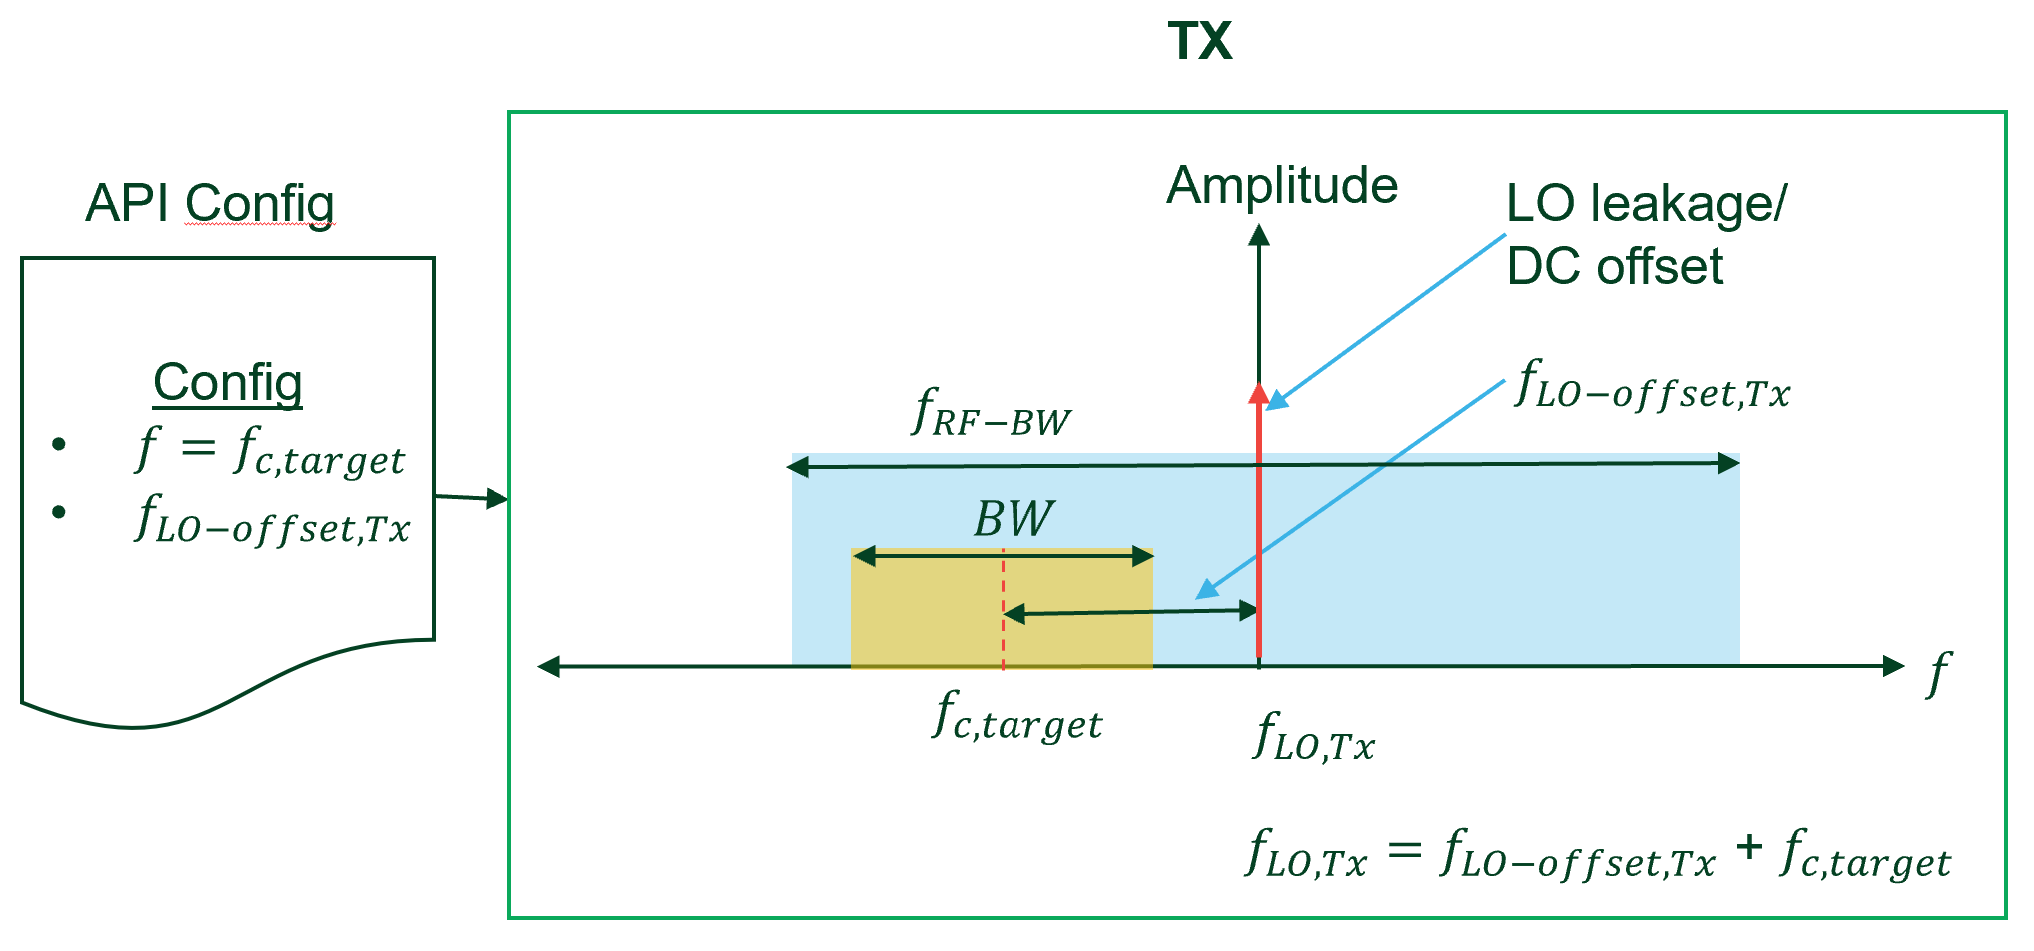 TX
API Config
Config
• f = f_{c,target}
• f_{LO−offset,Tx}
Amplitude
LO leakage/
DC offset
f_{LO−offset,Tx}
f_{RF−BW}
BW
f
f_{c,target}
f_{LO,Tx}
f_{LO,Tx} = f_{LO−offset,Tx} + f_{c,target}